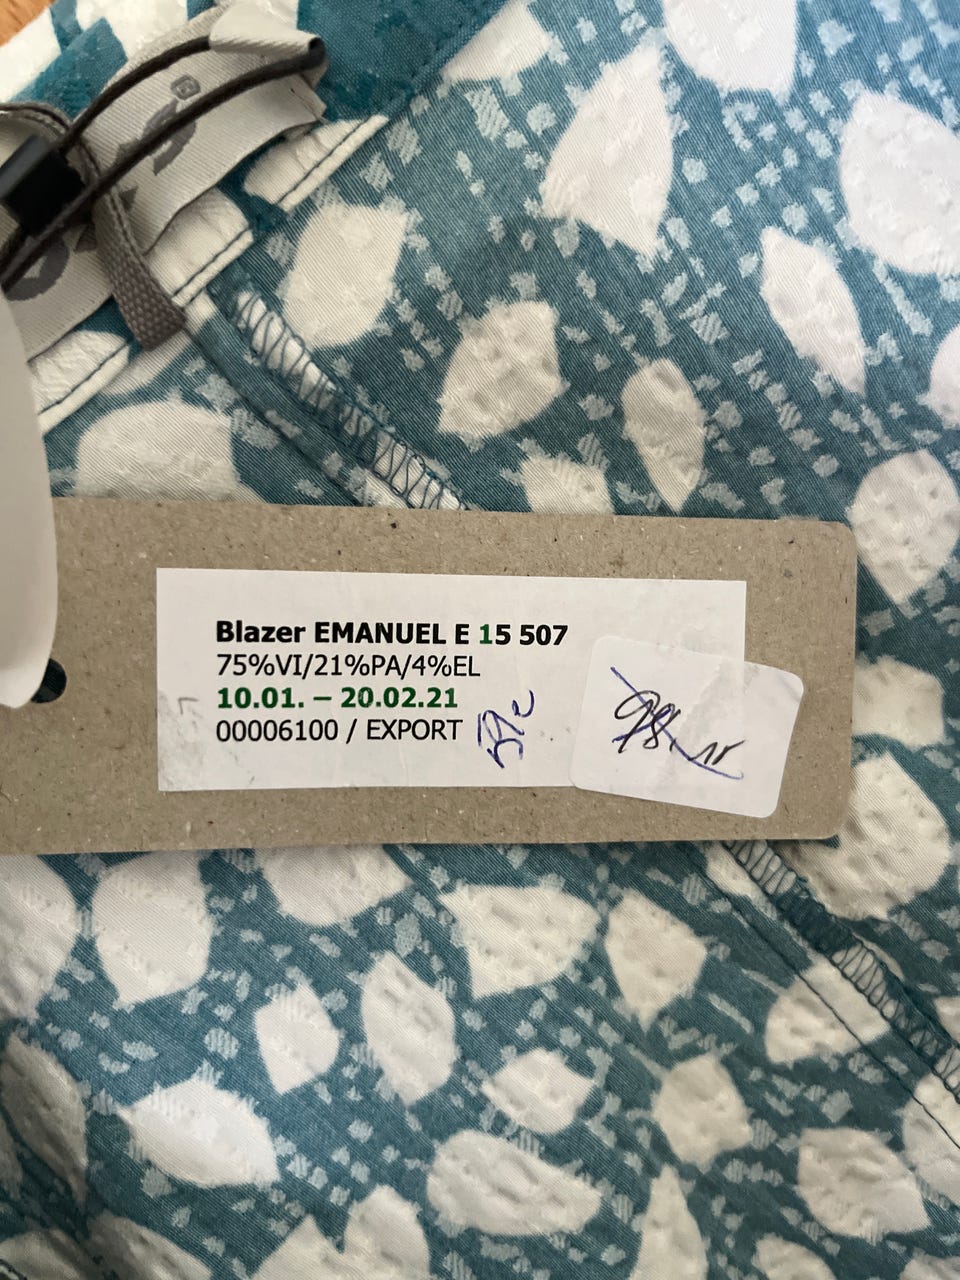 Blazer EMANUEL E 15 507
75%VI/21%PA/4%EL
10.01. – 20.02.21
00006100 / EXPORT